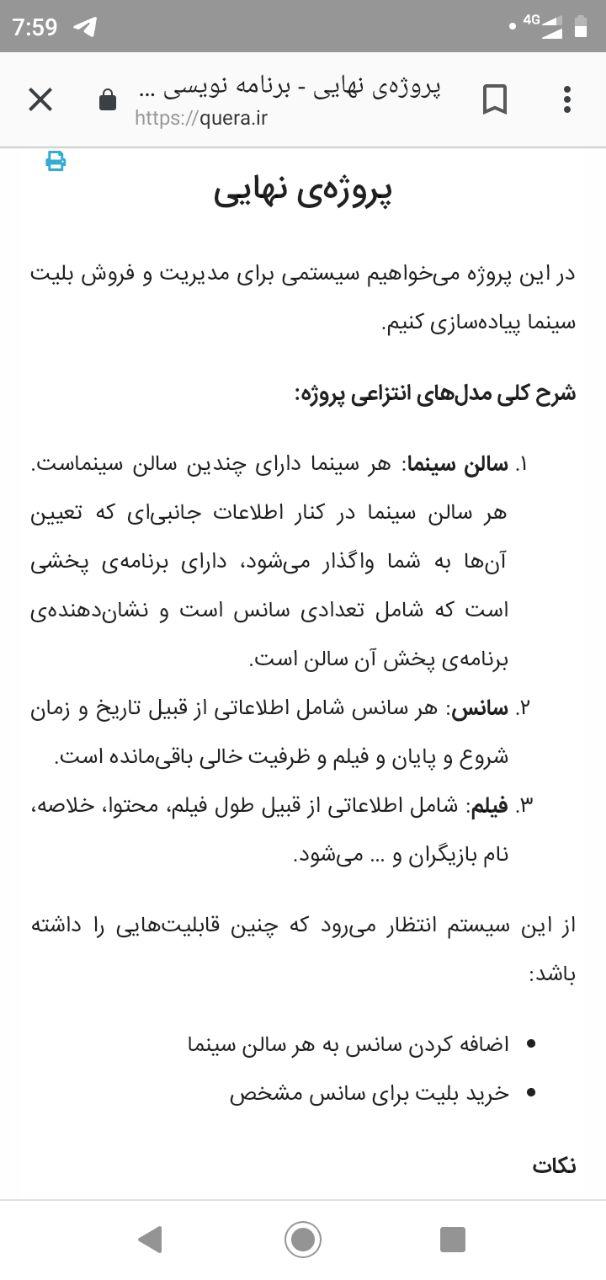 7:59
4G
پروژه‌ی نهایی - برنامه نویسی ...
https://quera.ir
پروژه‌ی نهایی
در این پروژه می‌خواهیم سیستمی برای مدیریت و فروش بلیت
سینما پیاده‌سازی کنیم.
شرح کلی مدل‌های انتزاعی پروژه:
۱. سالن سینما: هر سینما دارای چندین سالن سینماست.
هر سالن سینما در کنار اطلاعات جانبی‌ای که تعیین
آن‌ها به شما واگذار می‌شود، دارای برنامه‌ی پخشی
است که شامل تعدادی سانس است و نشان‌دهنده‌ی
برنامه‌ی پخش آن سالن است.
۲. سانس: هر سانس شامل اطلاعاتی از قبیل تاریخ و زمان
شروع و پایان و فیلم و ظرفیت خالی باقی‌مانده است.
۳. فیلم: شامل اطلاعاتی از قبیل طول فیلم، محتوا، خلاصه،
نام بازیگران و ... می‌شود.
از این سیستم انتظار می‌رود که چنین قابلیت‌هایی را داشته
باشد:
• اضافه کردن سانس به هر سالن سینما
• خرید بلیت برای سانس مشخص
نکات